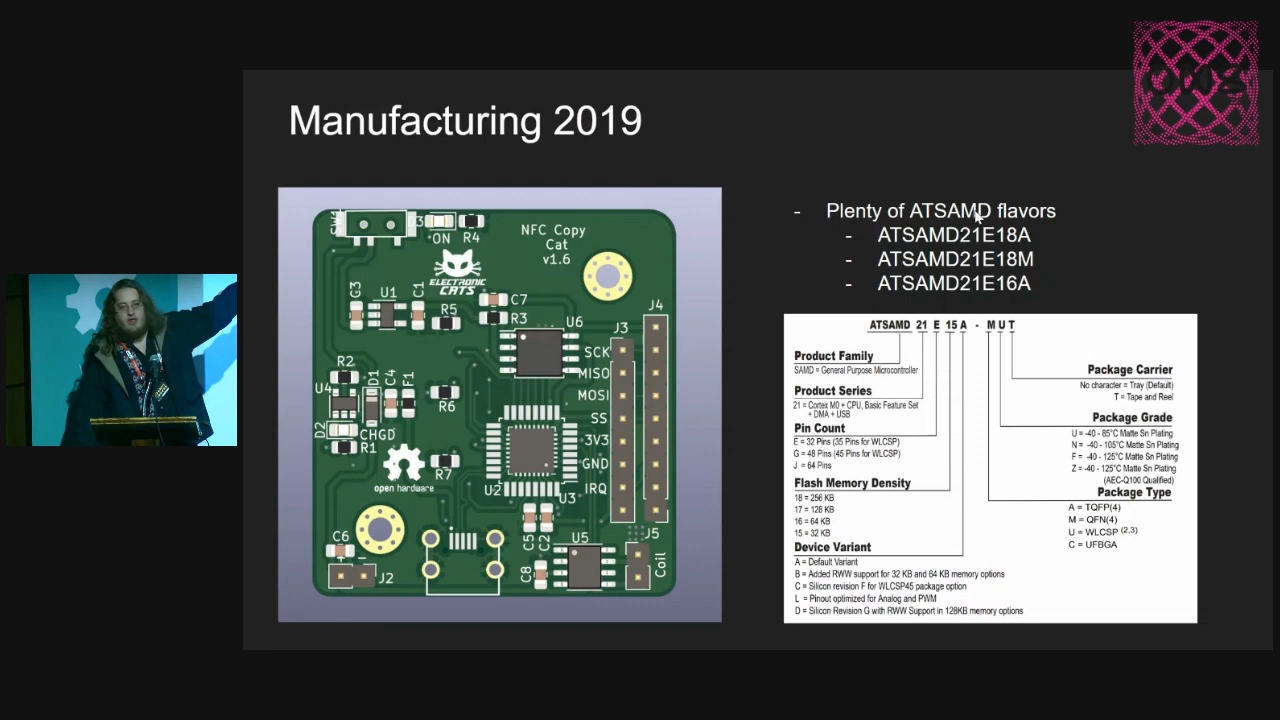 Manufacturing 2019
- Plenty of ATSAMD flavors
- ATSAMD21E18A
- ATSAMD21E18M
- ATSAMD21E16A
SW1
ON
R4
NFC Copy
Cat
v1.6
ELECTRONIC
CATS
G3
U1
C1
R5
C7
R3
U6
J3
J4
SCK
MISO
MOSI
SS
3V3
GND
IRQ
R2
U4
D1
C4
F1
R6
D2
CHGD
R1
open hardware
R7
U2
U3
C6
J2
C5
C2
C8
U5
J5
Coil
ATSAMD 21 E 15 A - M U T
Product Family
SAMD = General Purpose Microcontroller
Product Series
21 = Cortex M0 + CPU, Basic Feature Set
+ DMA + USB
Pin Count
E = 32 Pins (35 Pins for WLCSP)
G = 48 Pins (45 Pins for WLCSP)
J = 64 Pins
Flash Memory Density
18 = 256 KB
17 = 128 KB
16 = 64 KB
15 = 32 KB
Device Variant
A = Default Variant
B = Added RWW support for 32 KB and 64 KB memory options
C = Silicon revision F for WLCSP45 package option
L = Pinout optimized for Analog and PWM
D = Silicon Revision G with RWW Support in 128KB memory options
Package Carrier
No character = Tray (Default)
T = Tape and Reel
Package Grade
U = -40 - 85°C Matte Sn Plating
N = -40 - 105°C Matte Sn Plating
F = -40 - 125°C Matte Sn Plating
Z = -40 - 125°C Matte Sn Plating
(AEC-Q100 Qualified)
Package Type
A = TQFP(4)
M = QFN(4)
U = WLCSP (2,3)
C = UFBGA